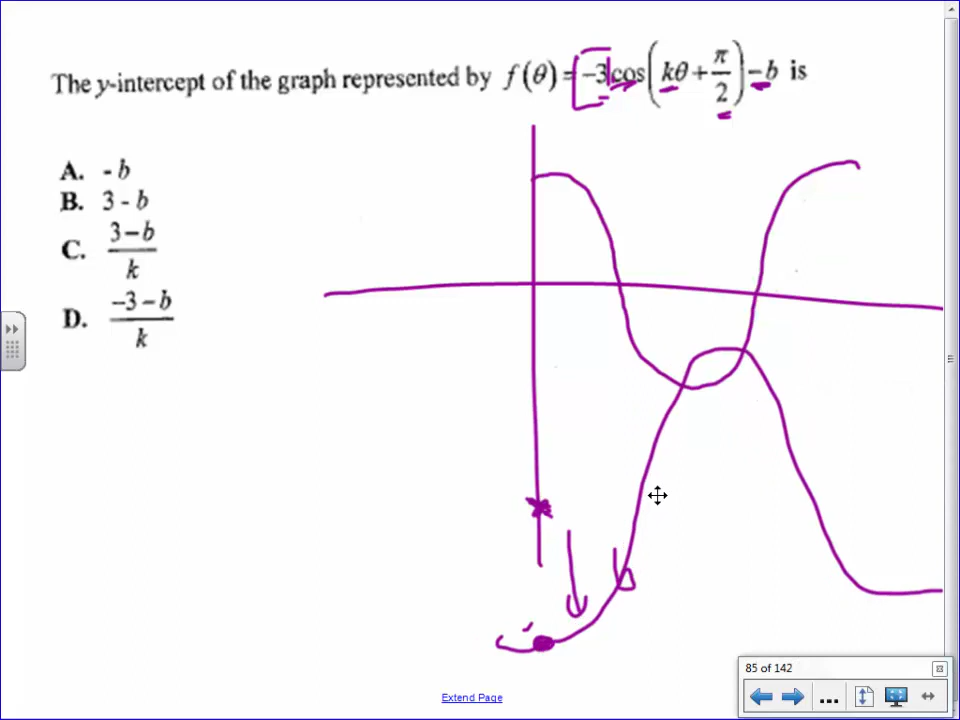 The y-intercept of the graph represented by f(θ) = -3cos(kθ + π/2) - b is
A. - b
B. 3 - b
C. 3 - b / k
D. -3 - b / k
b
85 of 142
...
Extend Page